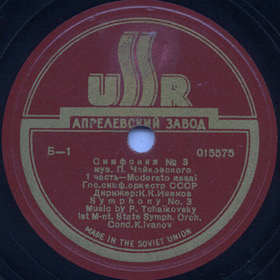 USSR
АПРЕЛЕВСКИЙ ЗАВОД
Б—1 015575
Симфония № 3
муз. П. Чайковского
1 часть—Moderato assai
Гос. симф. оркестр СССР
Дирижер: К.К.Иванов
Symphony No. 3
Music by P. Tchaikovsky
Ist M-nt. State Symph. Orch.
Cond. K. Ivanov
MADE IN THE SOVIET UNION